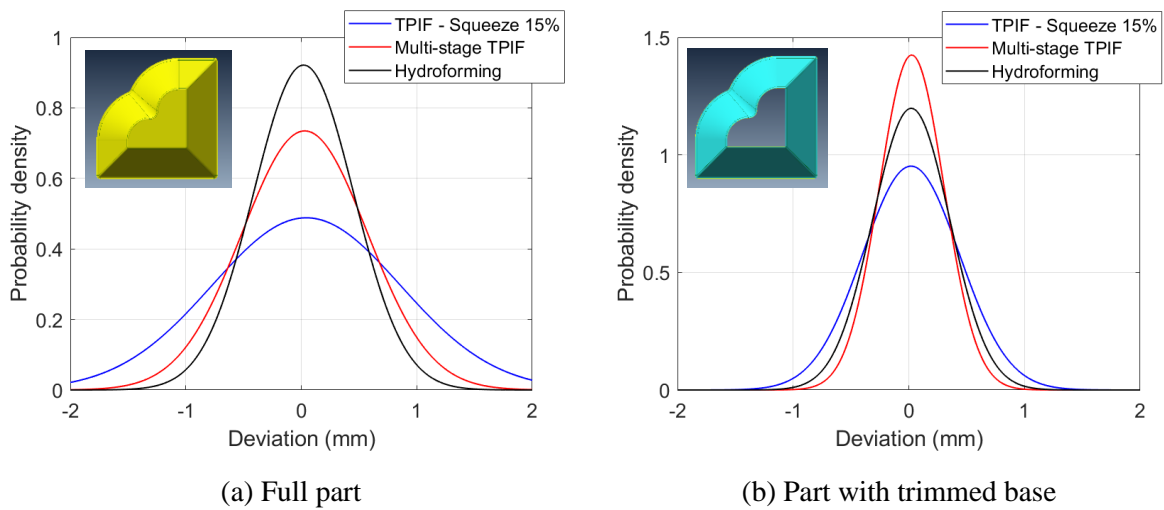 TPIF - Squeeze 15%
Multi-stage TPIF
Hydroforming
1
0.8
0.6
0.4
0.2
0
Probability density
-2
-1
0
1
2
Deviation (mm)
(a) Full part
TPIF - Squeeze 15%
Multi-stage TPIF
Hydroforming
1.5
1
0.5
0
Probability density
-2
-1
0
1
2
Deviation (mm)
(b) Part with trimmed base